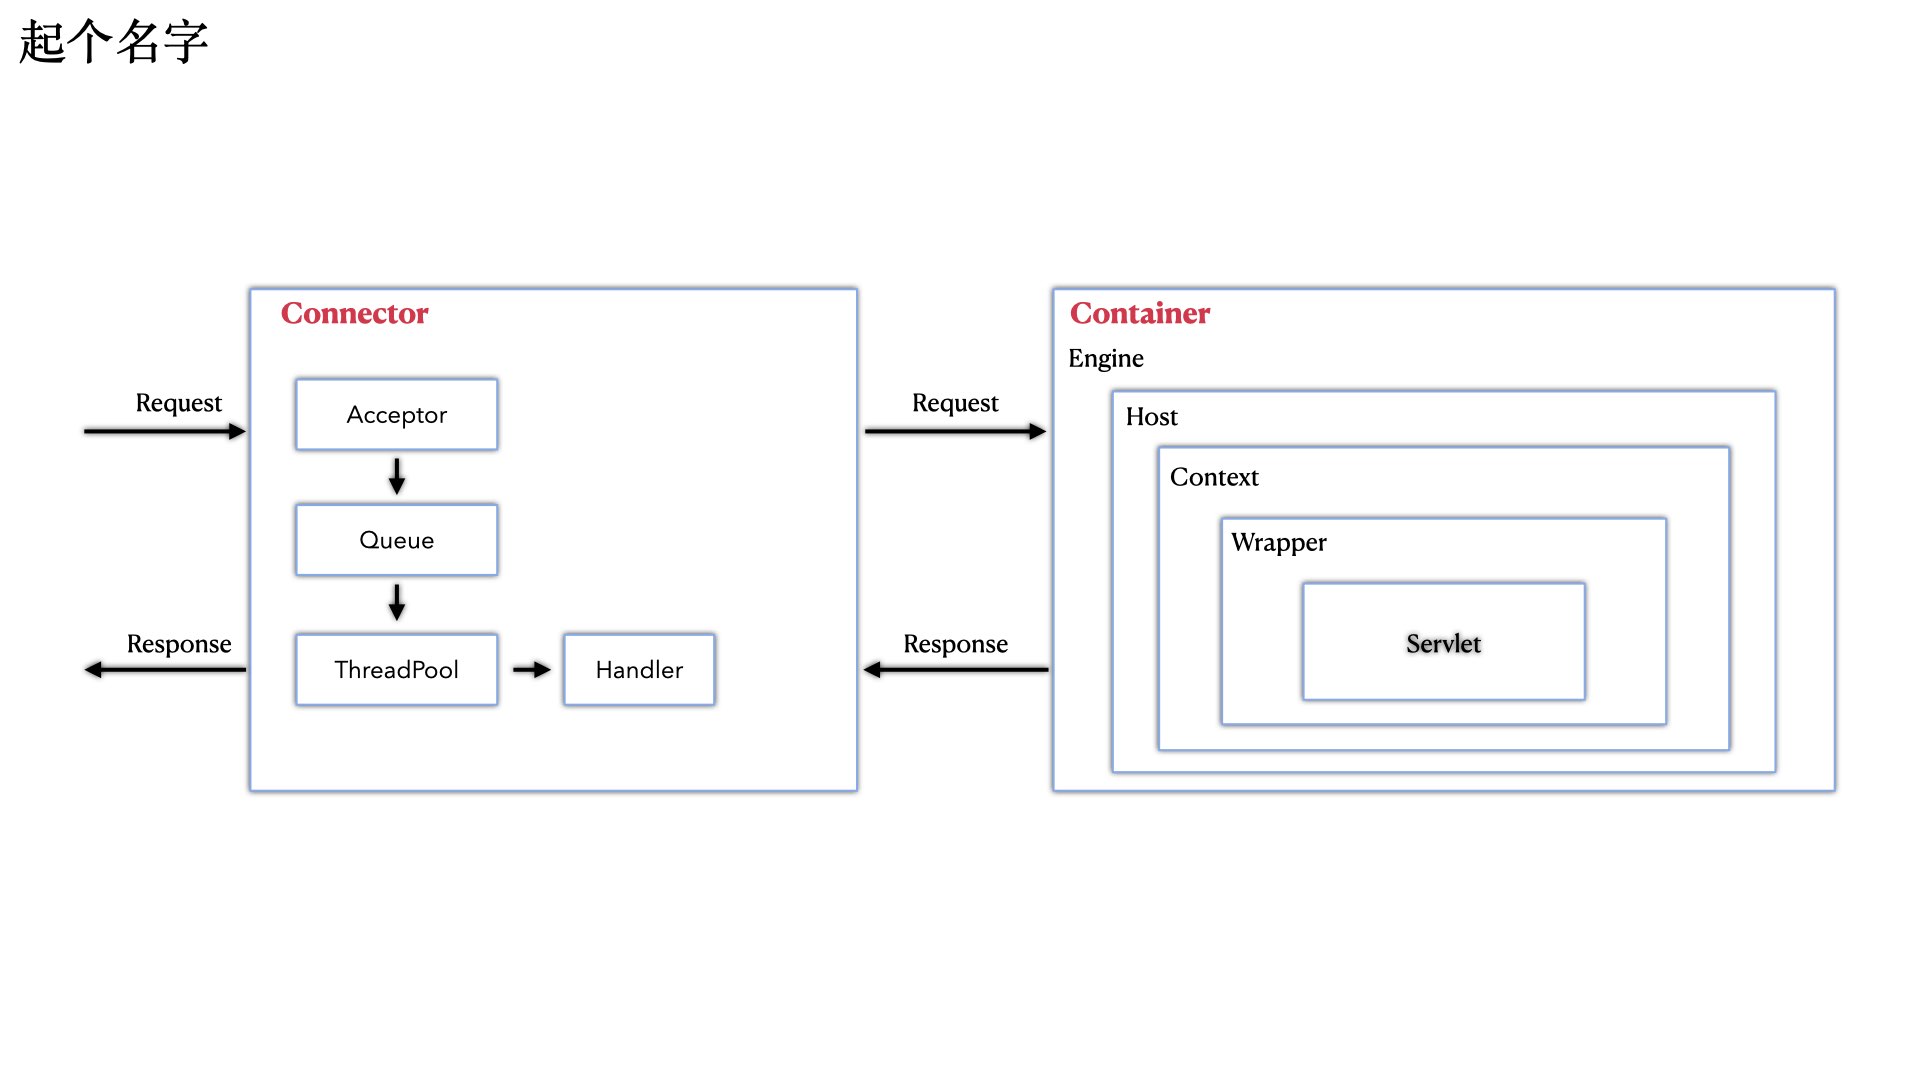 起个名字
Connector
Acceptor
Queue
ThreadPool
Handler
Request
Response
Request
Response
Container
Engine
Host
Context
Wrapper
Servlet